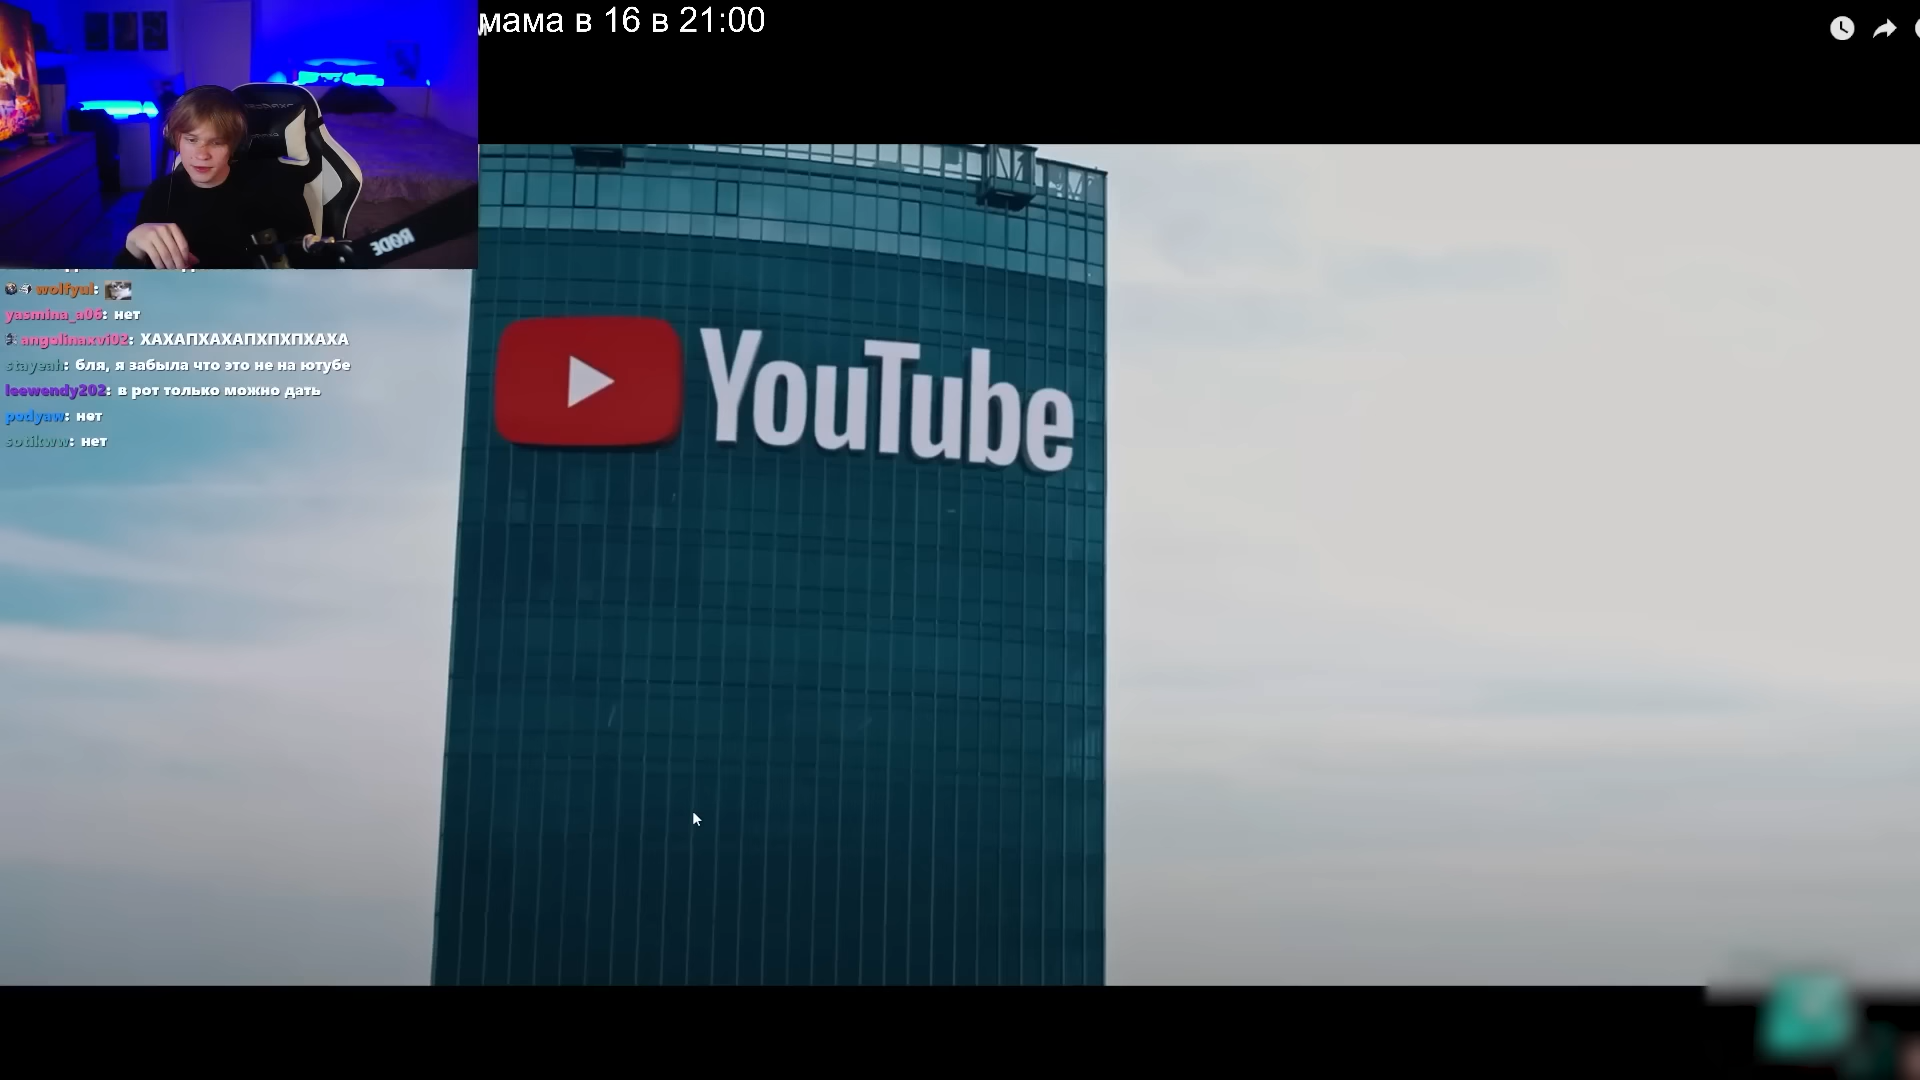 мама в 16 в 21:00
RODE
wolfyul:
yasmina_a06: нет
angelinaxvi02: ХАХАПХАХАПХПХПХАХА
stayeah: бля, я забыла что это не на ютубе
leewendy202: в рот только можно дать
podyaw: нет
sotikww: нет
YouTube